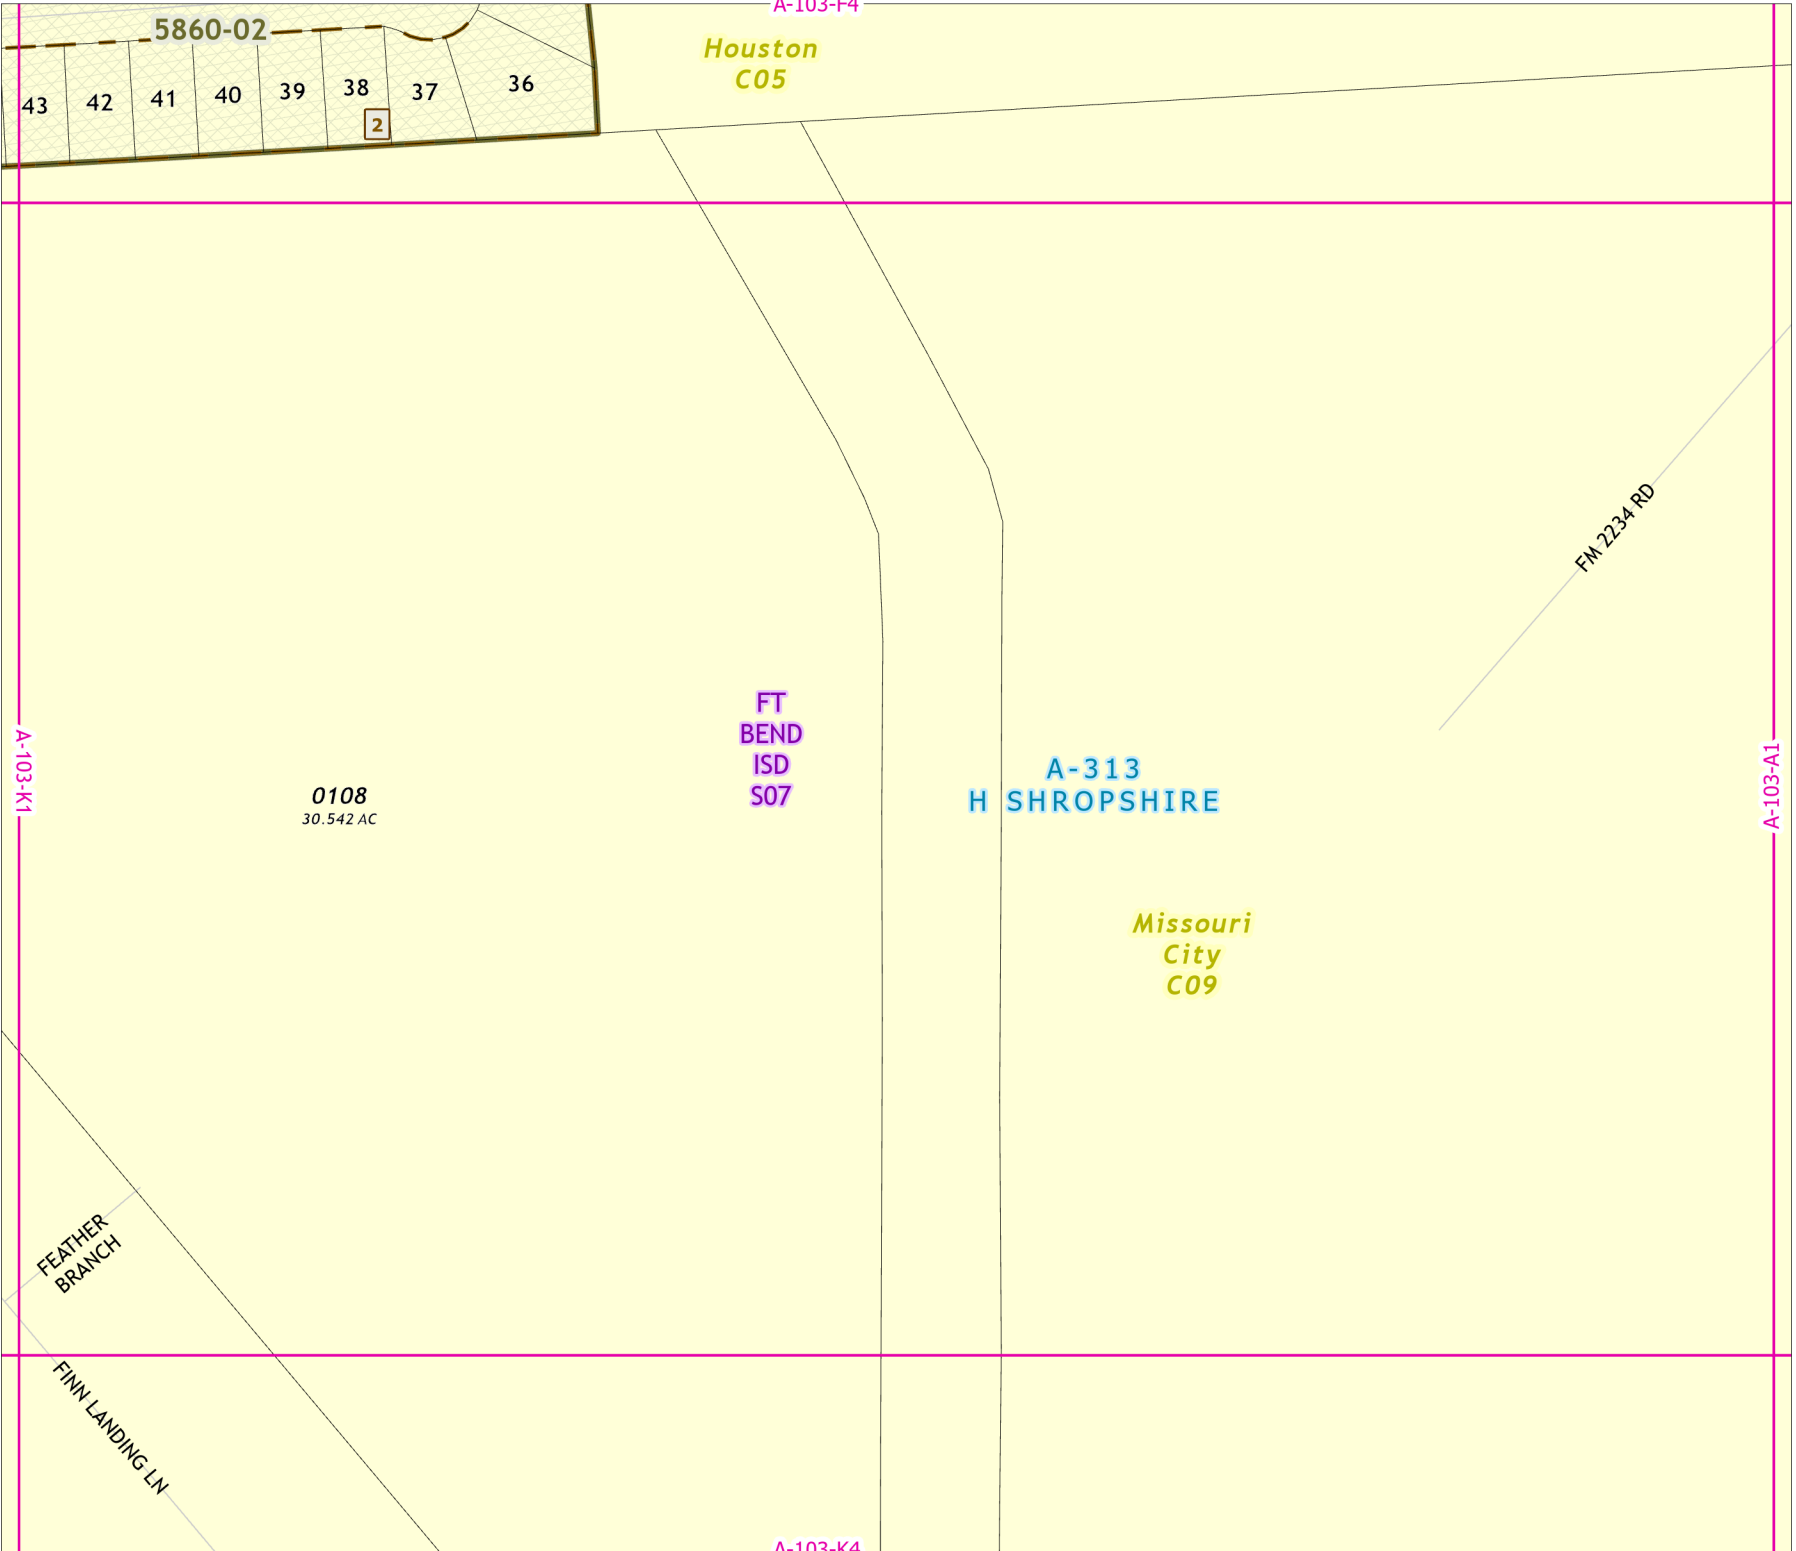 A-103-F4
5860-02
Houston
C05
43
42
41
40
39
38
37
36
2
FM 2234 RD
FT
BEND
ISD
S07
A-103-K1
A-313
H SHROPSHIRE
A-103-A1
0108
30.542 AC
Missouri
City
C09
FEATHER
BRANCH
FINN LANDING LN
A-103-K4